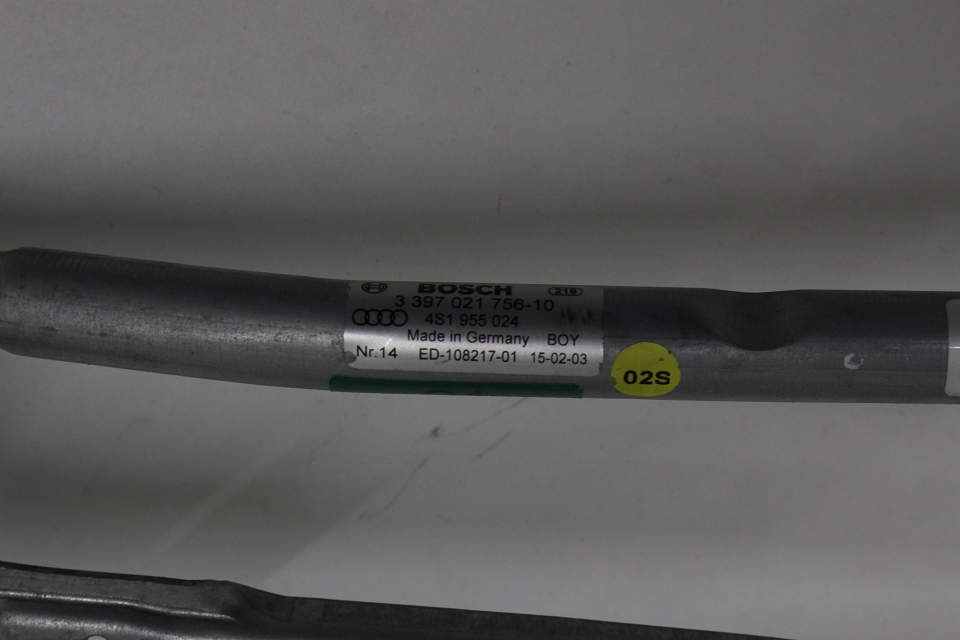 BOSCH 219
3 397 021 756-10
4S1 955 024
Made in Germany BOY
Nr.14 ED-108217-01 15-02-03
02S